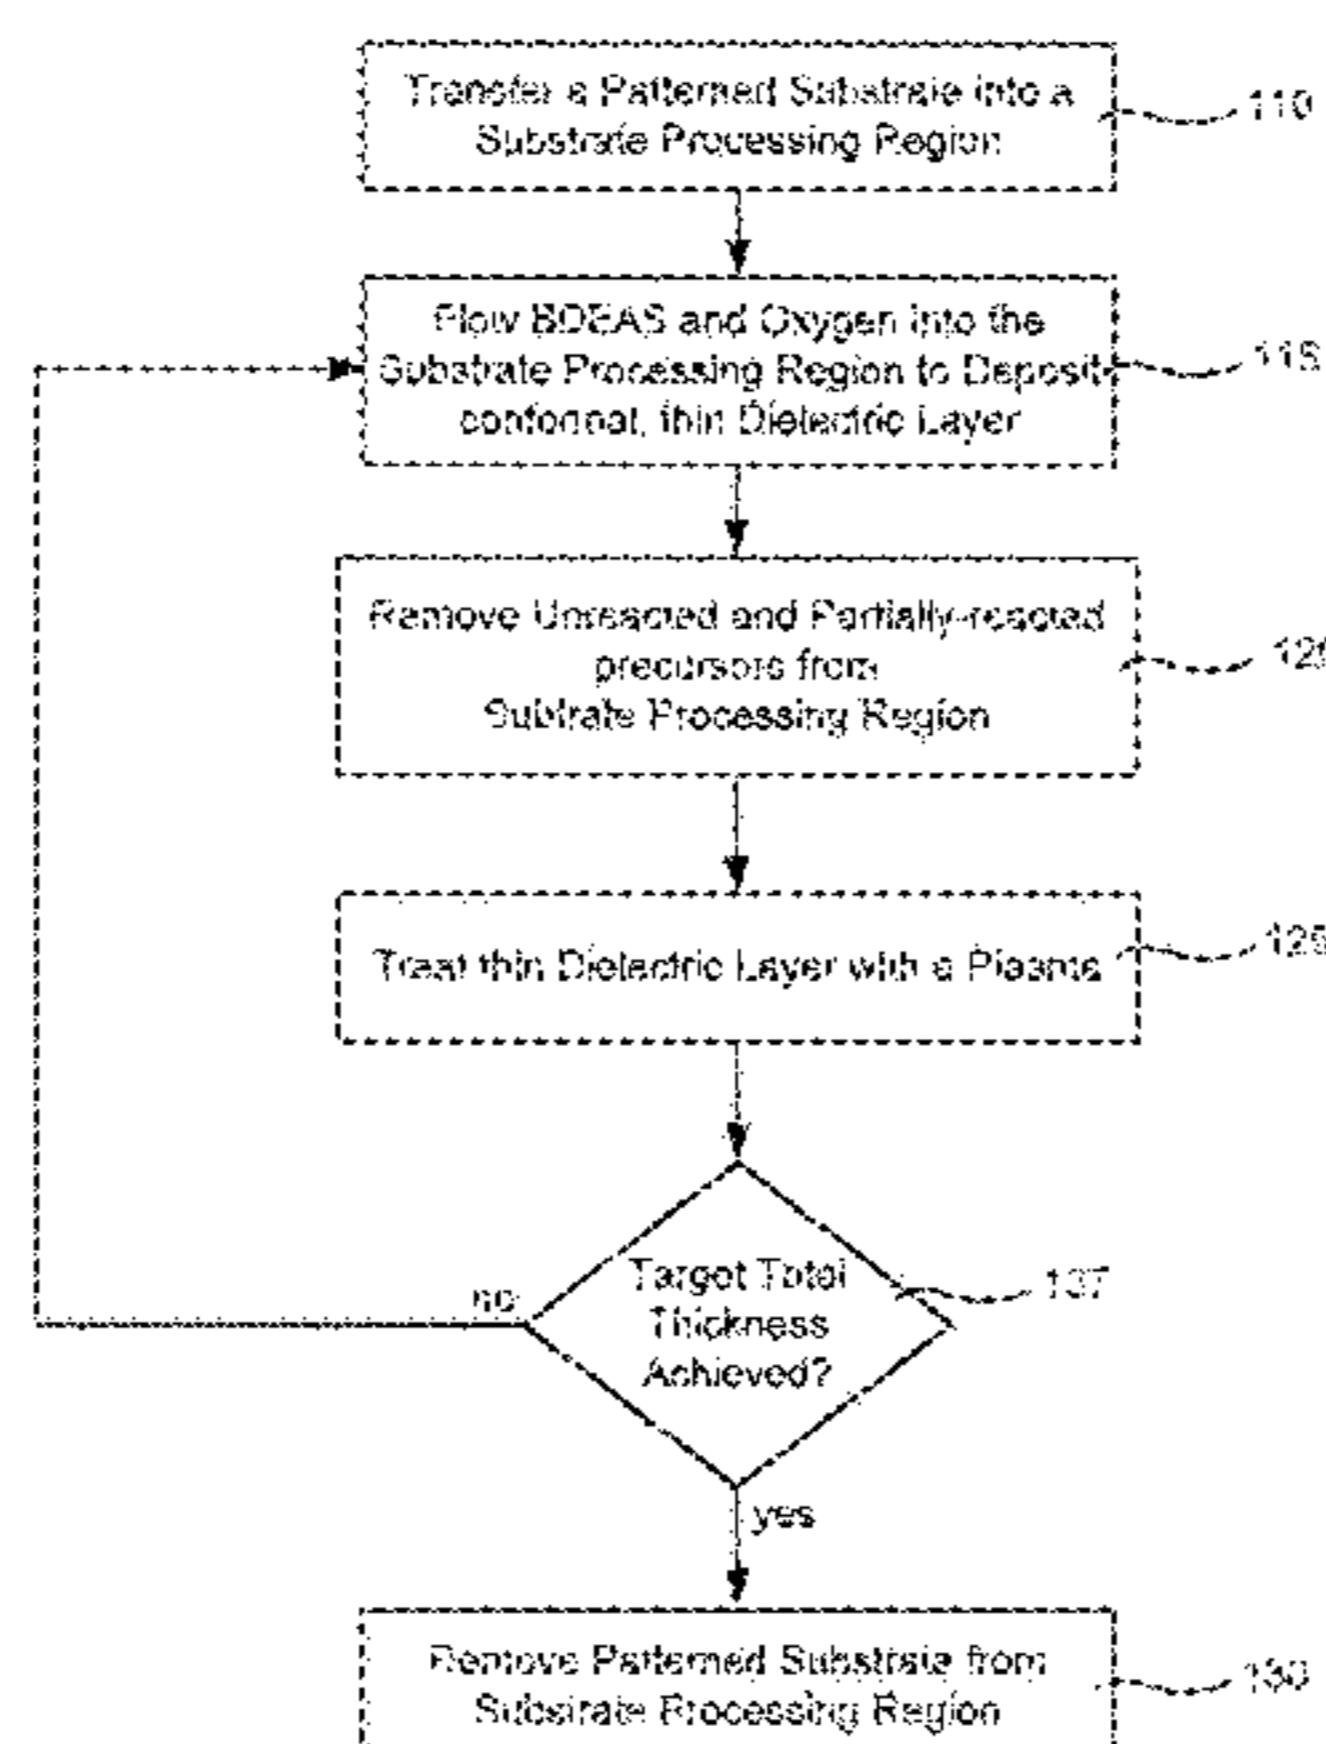 Transfer a Patterned Substrate into a
Substrate Processing Region
110
Flow BDEAS and Oxygen into the
Substrate Processing Region to Deposit
conformal, thin Dielectric Layer
115
Remove Unreacted and Partially-reacted
precursors from
Subtrate Processing Region
Treat thin Dielectric Layer with a Plasma
125
Target Total
Thickness
Achieved?
137
no
yes
Remove Patterned Substrate from
Substrate Processing Region